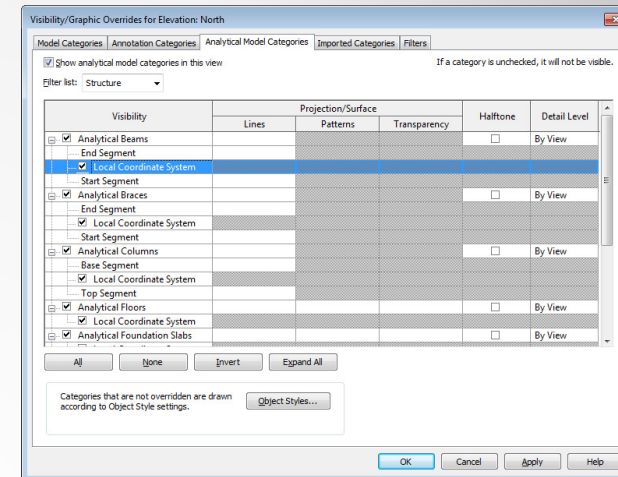 Visibility/Graphic Overrides for Elevation: North
Model Categories Annotation Categories Analytical Model Categories Imported Categories Filters
Show analytical model categories in this view If a category is unchecked, it will not be visible.
Filter list: Structure
Visibility Projection/Surface Halftone Detail Level
Lines Patterns Transparency
Analytical Beams By View
End Segment
Local Coordinate System
Start Segment
Analytical Braces By View
End Segment
Local Coordinate System
Start Segment
Analytical Columns By View
Base Segment
Local Coordinate System
Top Segment
Analytical Floors By View
Local Coordinate System
Analytical Foundation Slabs By View
All None Invert Expand All
Categories that are not overridden are drawn
according to Object Style settings.
Object Styles...
OK Cancel Apply Help